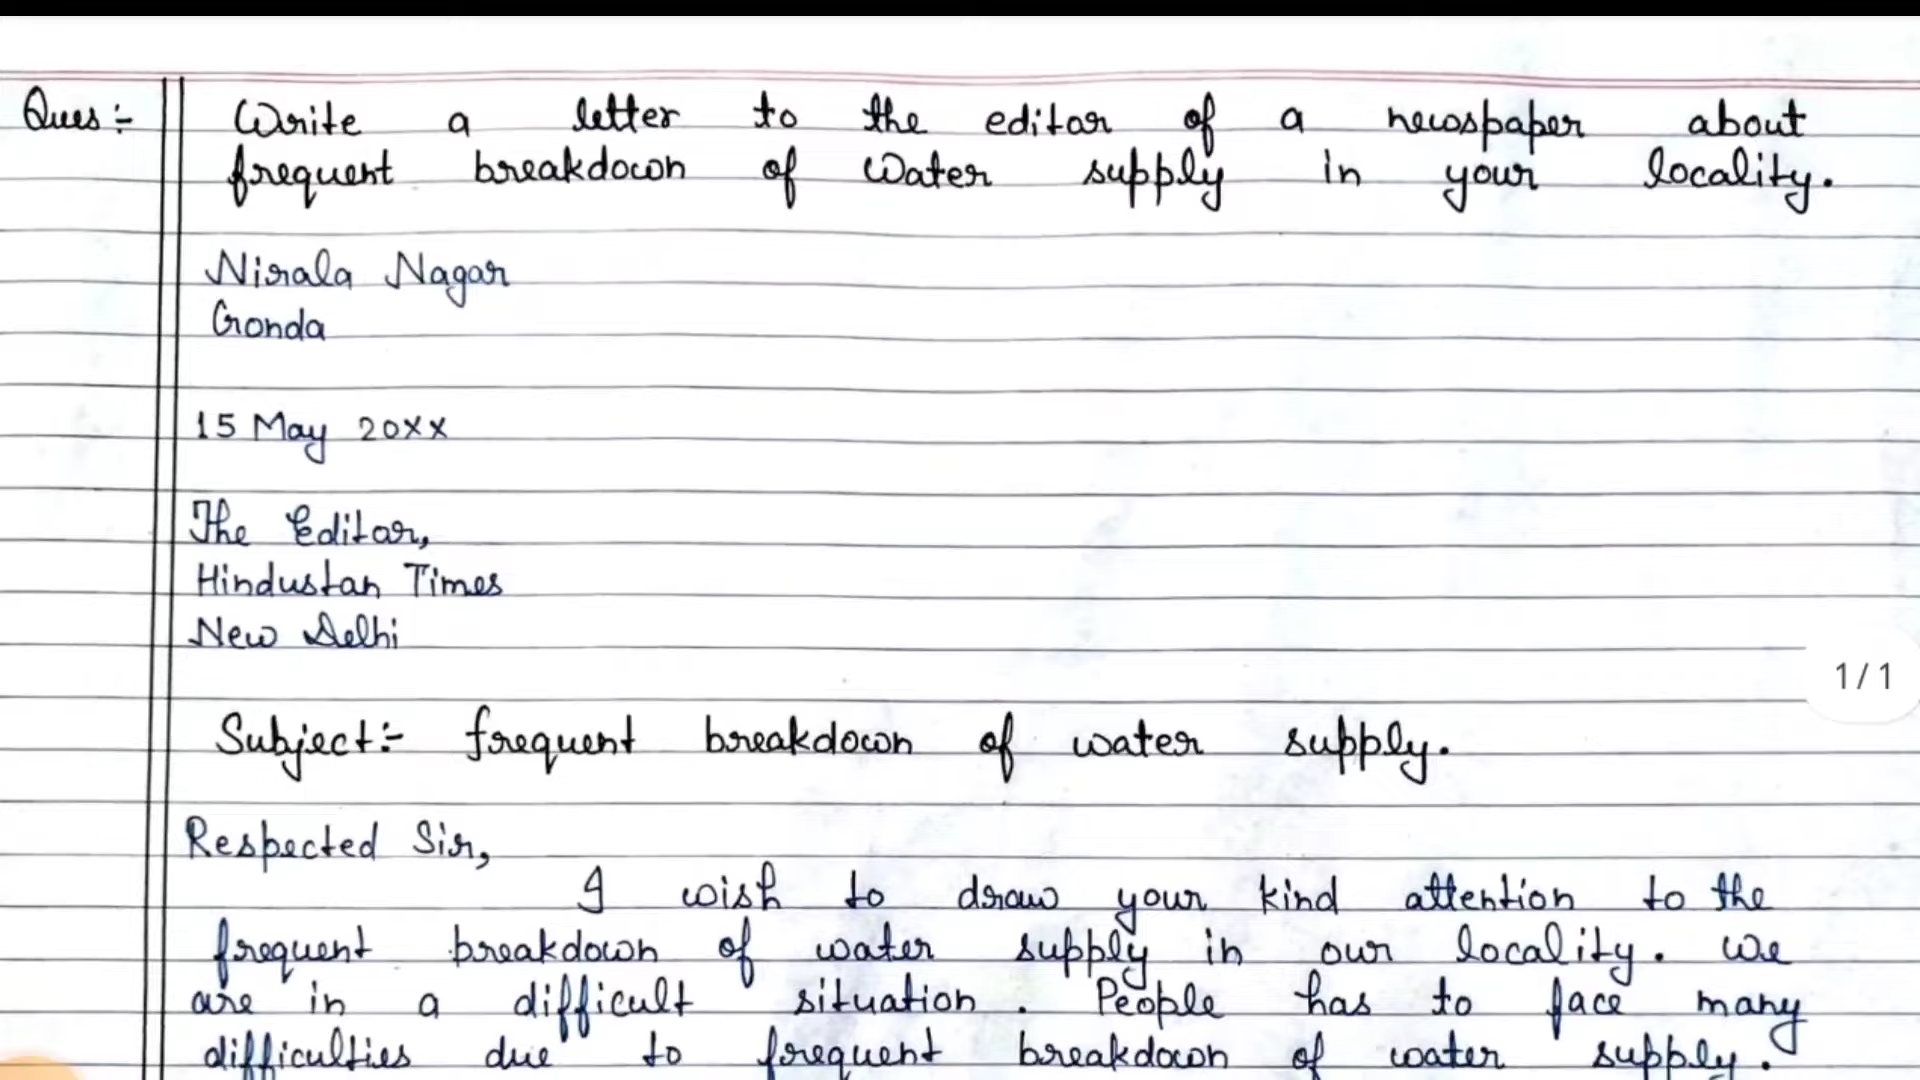 Ques :- Write a letter to the editor of a newspaper about
frequent breakdown of water supply in your locality.
Nirala Nagar
Gonda
15 May 20xx
The Editor,
Hindustan Times
New Delhi
1/1
Subject:- frequent breakdown of water supply.
Respected Sir,
I wish to draw your kind attention to the
frequent breakdown of water supply in our locality. we
are in a difficult situation. People has to face many
difficulties due to frequent breakdown of water supply.